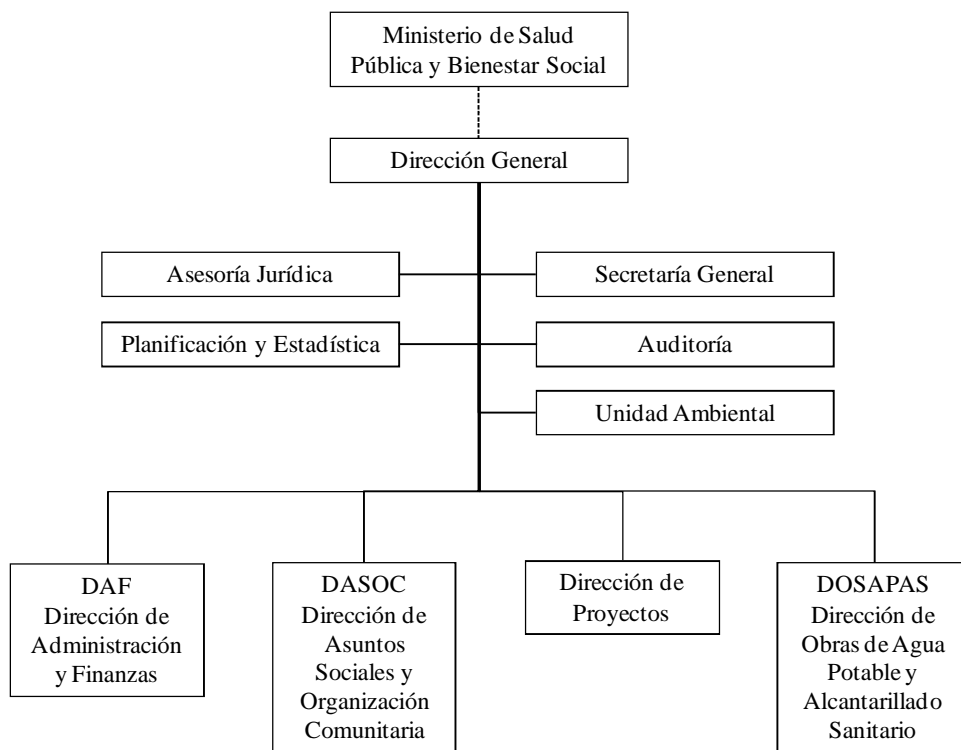 Ministerio de Salud
Pública y Bienestar Social
Dirección General
Asesoría Jurídica
Secretaría General
Planificación y Estadística
Auditoría
Unidad Ambiental
DAF
Dirección de
Administración
y Finanzas
DASOC
Dirección de
Asuntos
Sociales y
Organización
Comunitaria
Dirección de
Proyectos
DOSAPAS
Dirección de
Obras de Agua
Potable y
Alcantarillado
Sanitario